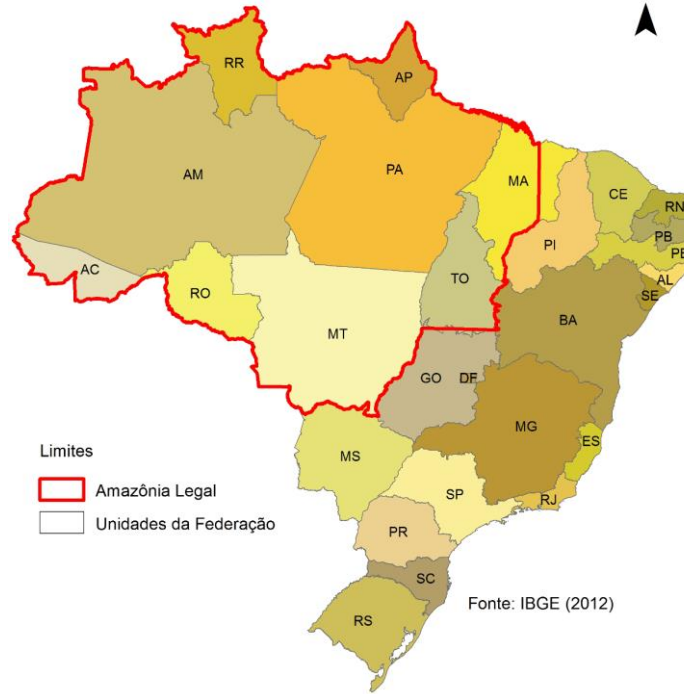 RR
AP
AM
PA
MA
CE
RN
PB
PE
PI
AL
SE
AC
RO
TO
BA
MT
GO
DF
MG
ES
MS
SP
RJ
PR
SC
RS
Limites
Amazônia Legal
Unidades da Federação
Fonte: IBGE (2012)